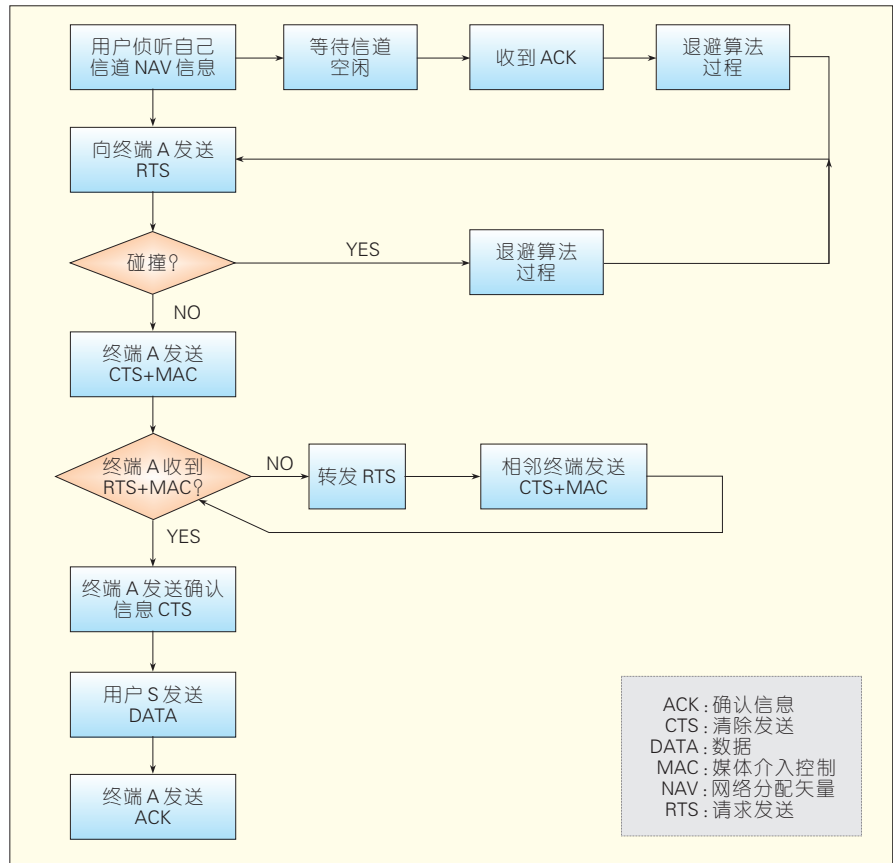 用户侦听自己
信道 NAV 信息
等待信道
空闲
收到 ACK
退避算法
过程
向终端 A 发送
RTS
碰撞?
YES
退避算法
过程
NO
终端 A 发送
CTS+MAC
终端 A 收到
RTS+MAC?
NO
转发 RTS
相邻终端发送
CTS+MAC
YES
终端 A 发送确认
信息 CTS
用户 S 发送
DATA
终端 A 发送
ACK
ACK:确认信息
CTS:清除发送
DATA:数据
MAC:媒体介入控制
NAV:网络分配矢量
RTS:请求发送